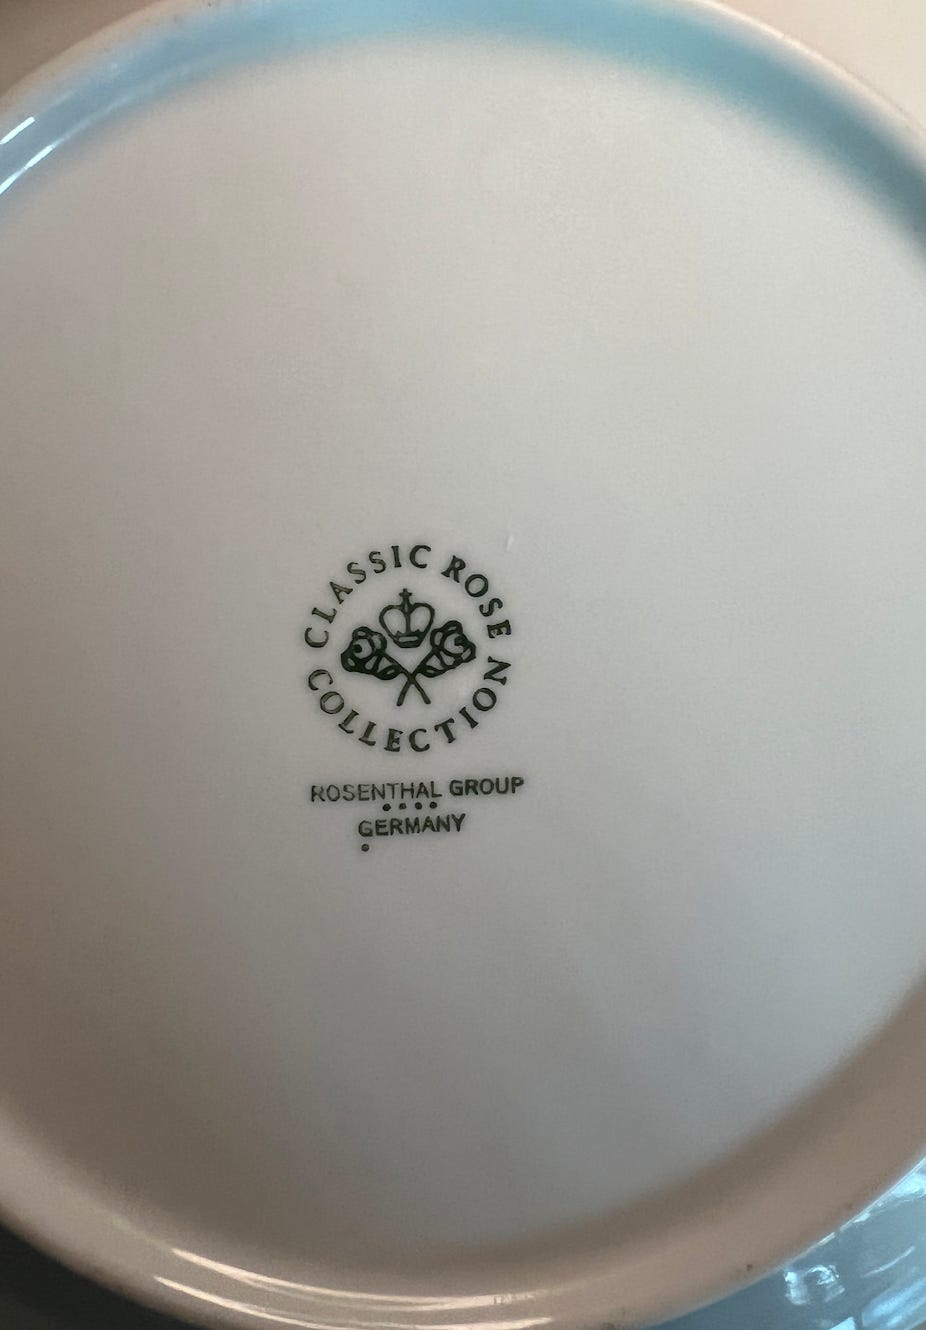 CLASSIC ROSE
COLLECTION
ROSENTHAL GROUP
GERMANY